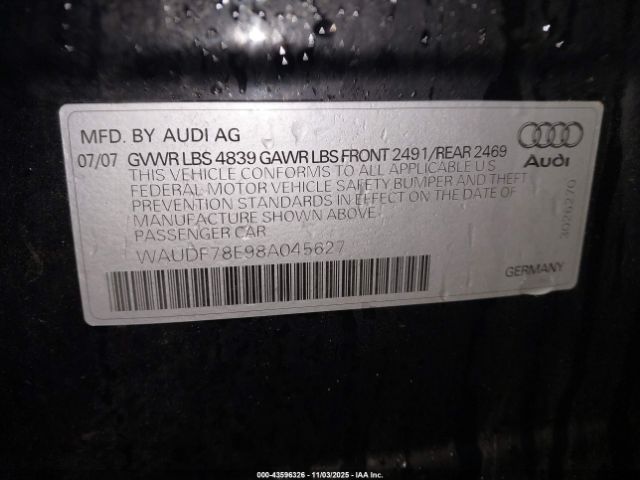 MFD. BY AUDI AG
07/07 GVWR LBS 4839 GAWR LBS FRONT 2491/REAR 2469
THIS VEHICLE CONFORMS TO ALL APPLICABLE U S
FEDERAL MOTOR VEHICLE SAFETY BUMPER AND THEFT
PREVENTION STANDARDS IN EFFECT ON THE DATE OF
MANUFACTURE SHOWN ABOVE.
PASSENGER CAR
WAUDF78E98A045627
Audi
3026270
GERMANY
000-43596326 - 11/03/2025 - IAA Inc.